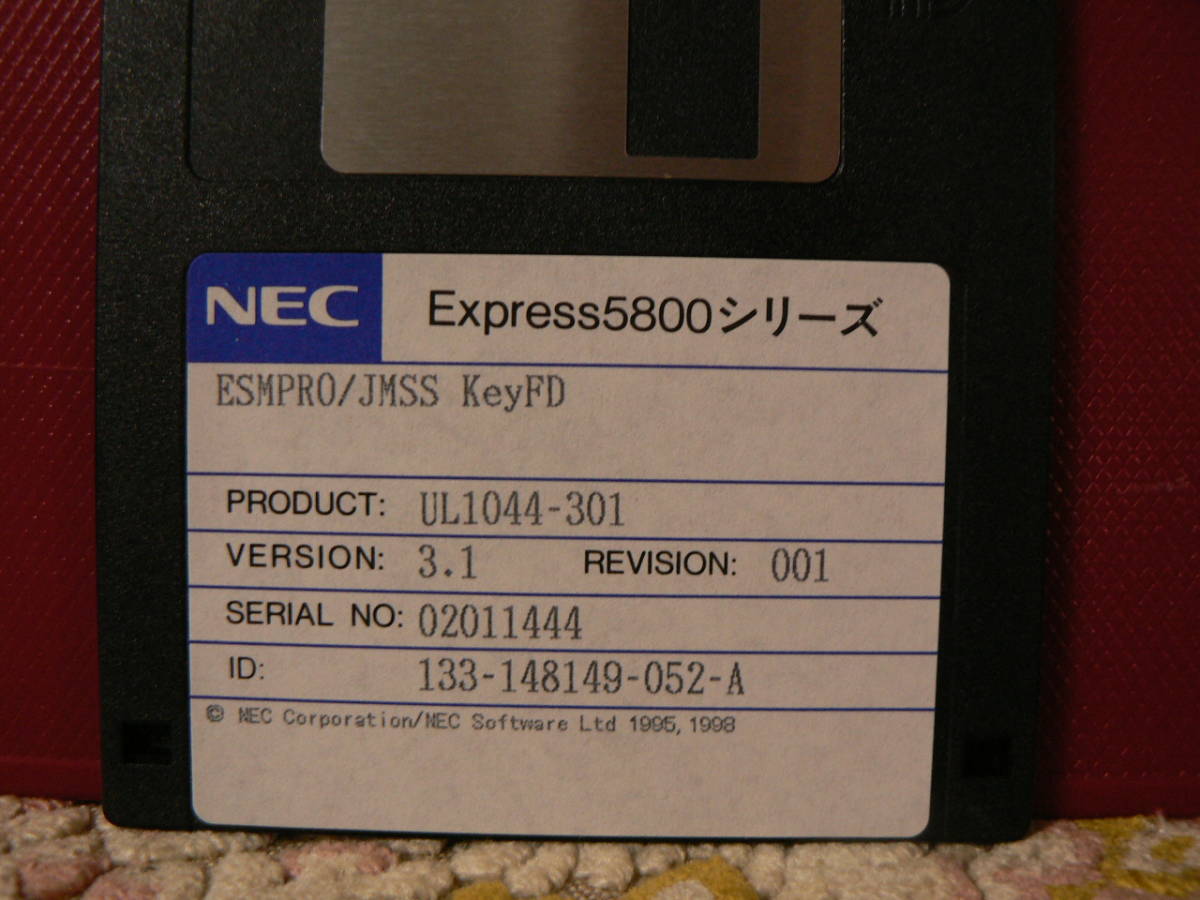 NEC Express5800シリーズ
ESMPRO/JMSS KeyFD
PRODUCT: UL1044-301
VERSION: 3.1 REVISION: 001
SERIAL NO: 02011444
ID: 133-148149-052-A
© NEC Corporation/NEC Software Ltd 1995,1998